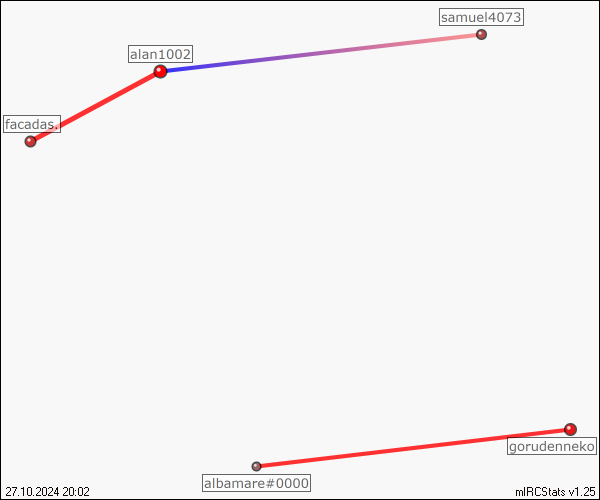 samuel4073
alan1002
facadas.
gorudenneko
albamare#0000
27.10.2024 20:02
mIRCStats v1.25